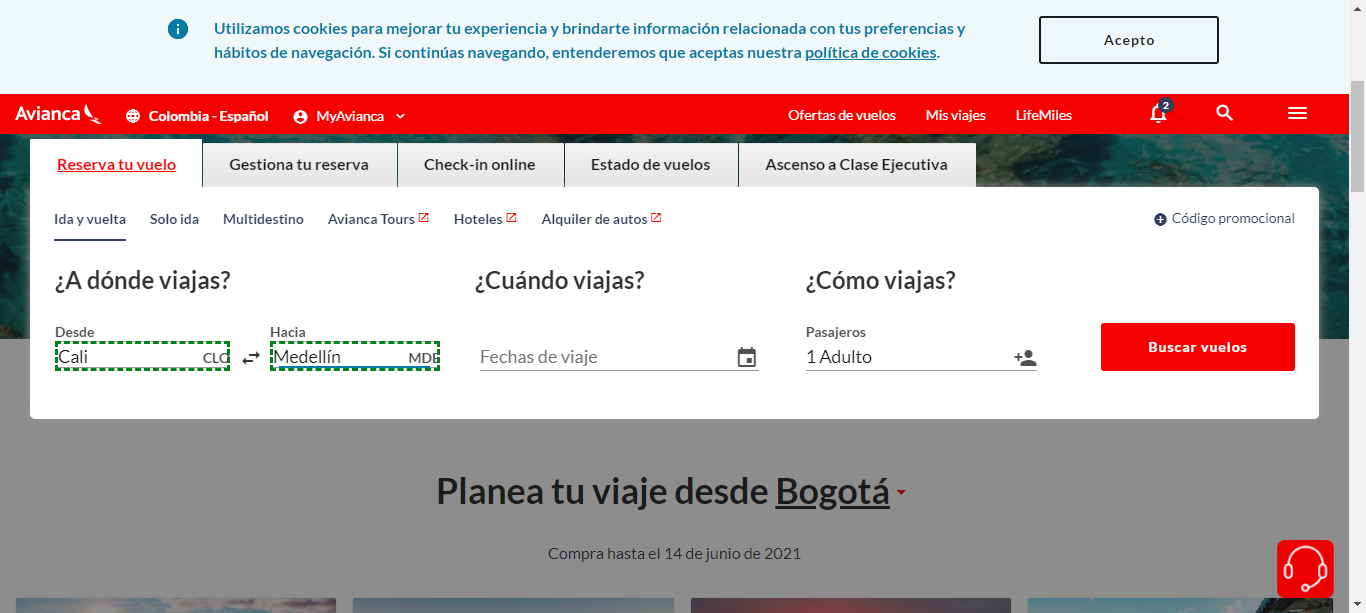 Utilizamos cookies para mejorar tu experiencia y brindarte información relacionada con tus preferencias y
hábitos de navegación. Si continúas navegando, entenderemos que aceptas nuestra política de cookies.
Acepto
Avianca
Colombia - Español
MyAvianca
Ofertas de vuelos
Mis viajes
LifeMiles
2
Reserva tu vuelo
Gestiona tu reserva
Check-in online
Estado de vuelos
Ascenso a Clase Ejecutiva
Ida y vuelta
Solo ida
Multidestino
Avianca Tours
Hoteles
Alquiler de autos
Código promocional
¿A dónde viajas?
¿Cuándo viajas?
¿Cómo viajas?
Desde
Hacia
Pasajeros
Cali
CLO
Medellín
MDE
Fechas de viaje
1 Adulto
Buscar vuelos
Planea tu viaje desde Bogotá
Compra hasta el 14 de junio de 2021